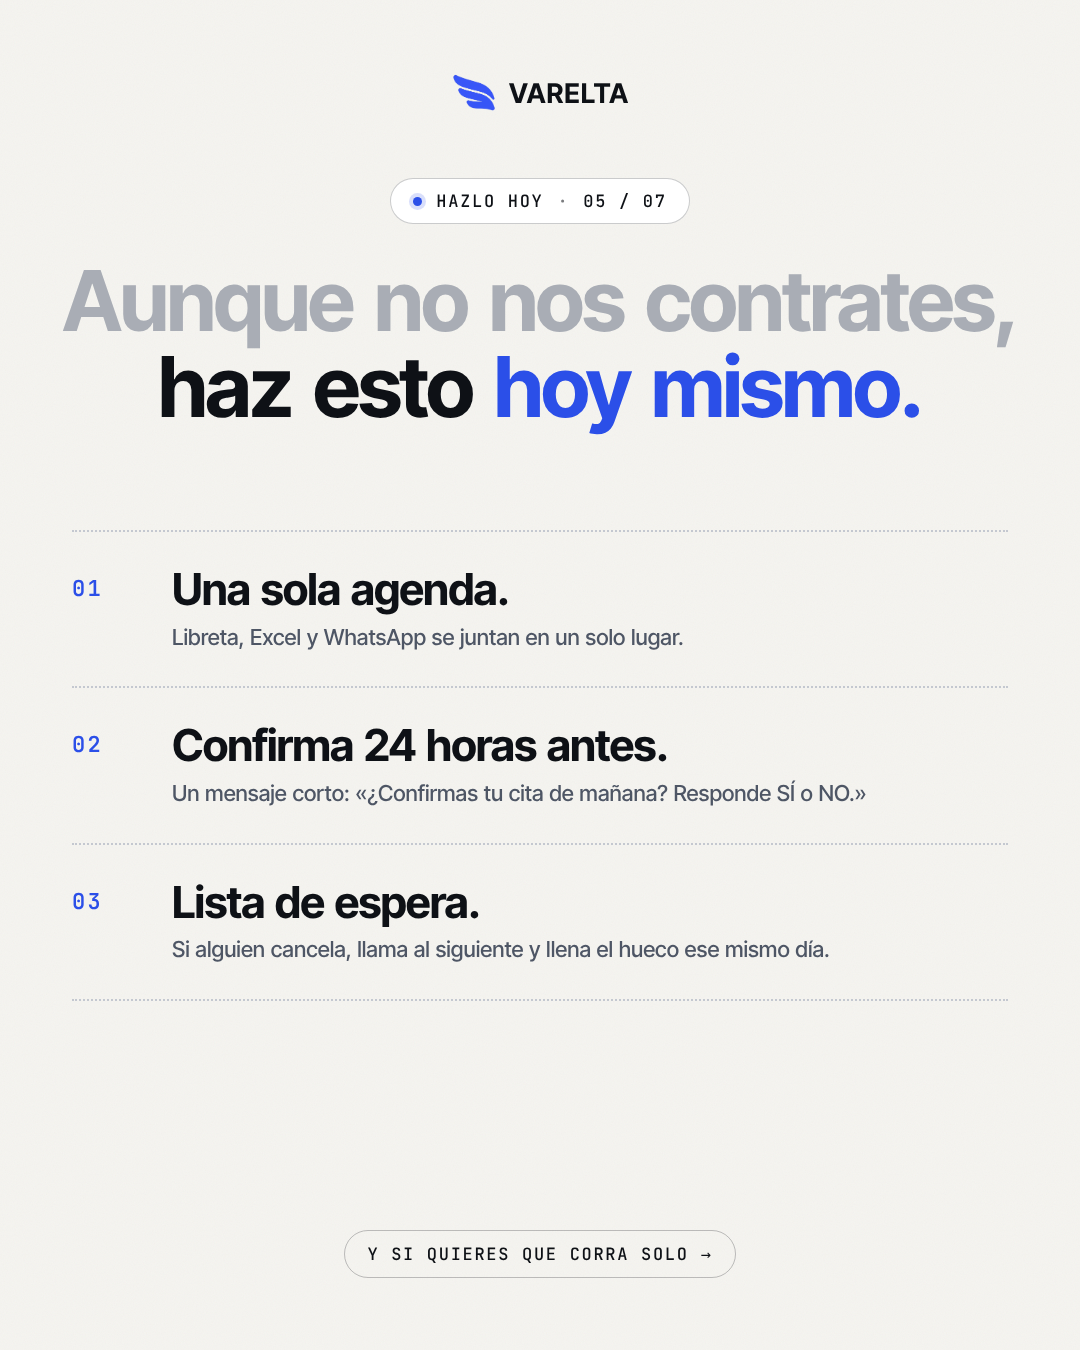 VARELTA
HAZLO HOY · 05 / 07
Aunque no nos contrates,
haz esto hoy mismo.
01
Una sola agenda.
Libreta, Excel y WhatsApp se juntan en un solo lugar.
02
Confirma 24 horas antes.
Un mensaje corto: «¿Confirmas tu cita de mañana? Responde SÍ o NO.»
03
Lista de espera.
Si alguien cancela, llama al siguiente y llena el hueco ese mismo día.
Y SI QUIERES QUE CORRA SOLO →